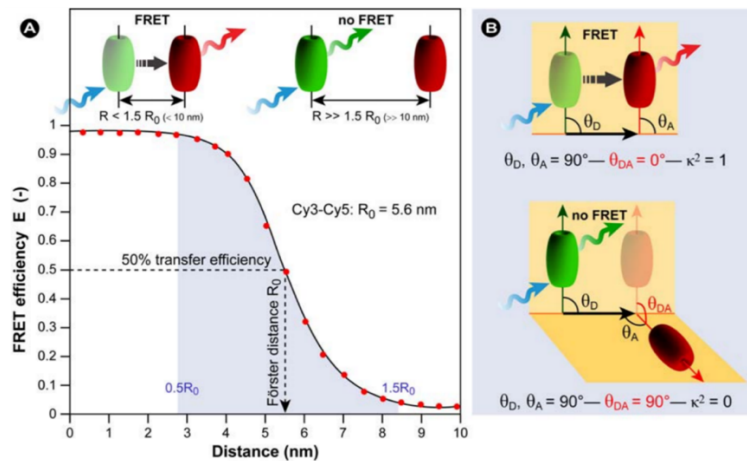 A
FRET
no FRET
R < 1.5 R₀ (< 10 nm)
R >> 1.5 R₀ (>> 10 nm)
FRET efficiency E (-)
1
0.9
0.8
0.7
0.6
0.5
0.4
0.3
0.2
0.1
0
Cy3-Cy5: R₀ = 5.6 nm
50% transfer efficiency
Förster distance R₀
0.5R₀
1.5R₀
0 1 2 3 4 5 6 7 8 9 10
Distance (nm)
B
FRET
θD
θA
θD, θA = 90°— θDA = 0°— κ² = 1
no FRET
θD
θDA
θA
θD, θA = 90°— θDA = 90°— κ² = 0